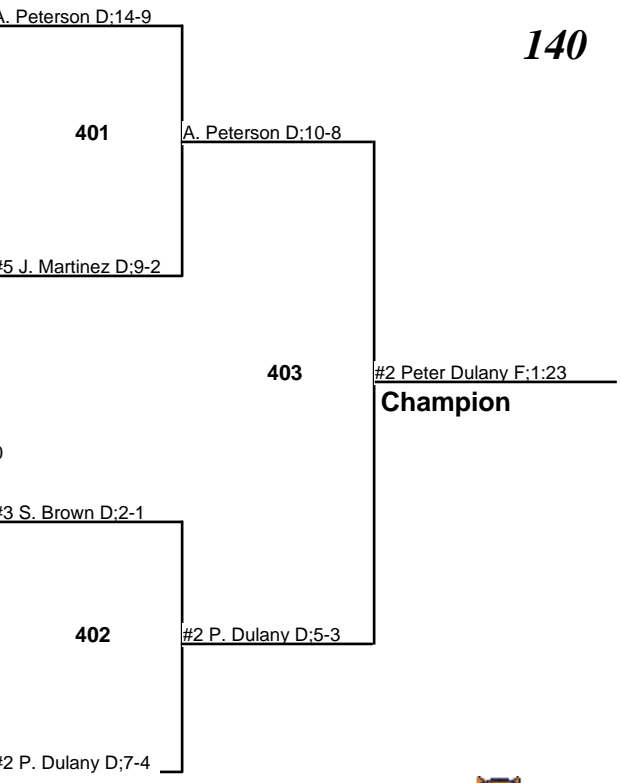 A. Peterson D;14-9
140
401
A. Peterson D;10-8
#5 J. Martinez D;9-2
403
#2 Peter Dulany F;1:23
Champion
#3 S. Brown D;2-1
402
#2 P. Dulany D;5-3
#2 P. Dulany D;7-4